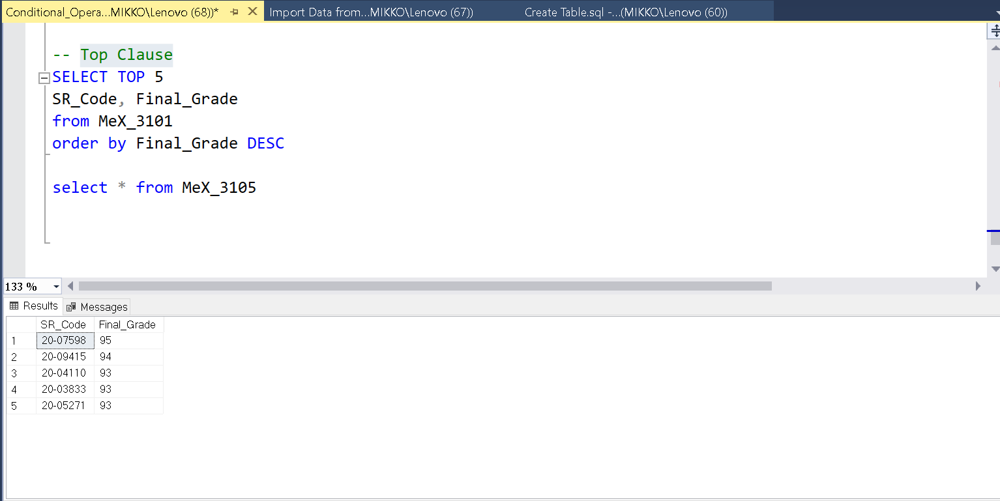 Conditional_Opera...MIKKO\Lenovo (68))* Import Data from...MIKKO\Lenovo (67)) Create Table.sql -...(MIKKO\Lenovo (60))
-- Top Clause
SELECT TOP 5
SR_Code, Final_Grade
from MeX_3101
order by Final_Grade DESC
select * from MeX_3105
133 %
Results Messages
SR_Code Final_Grade
1 20-07598 95
2 20-09415 94
3 20-04110 93
4 20-03833 93
5 20-05271 93